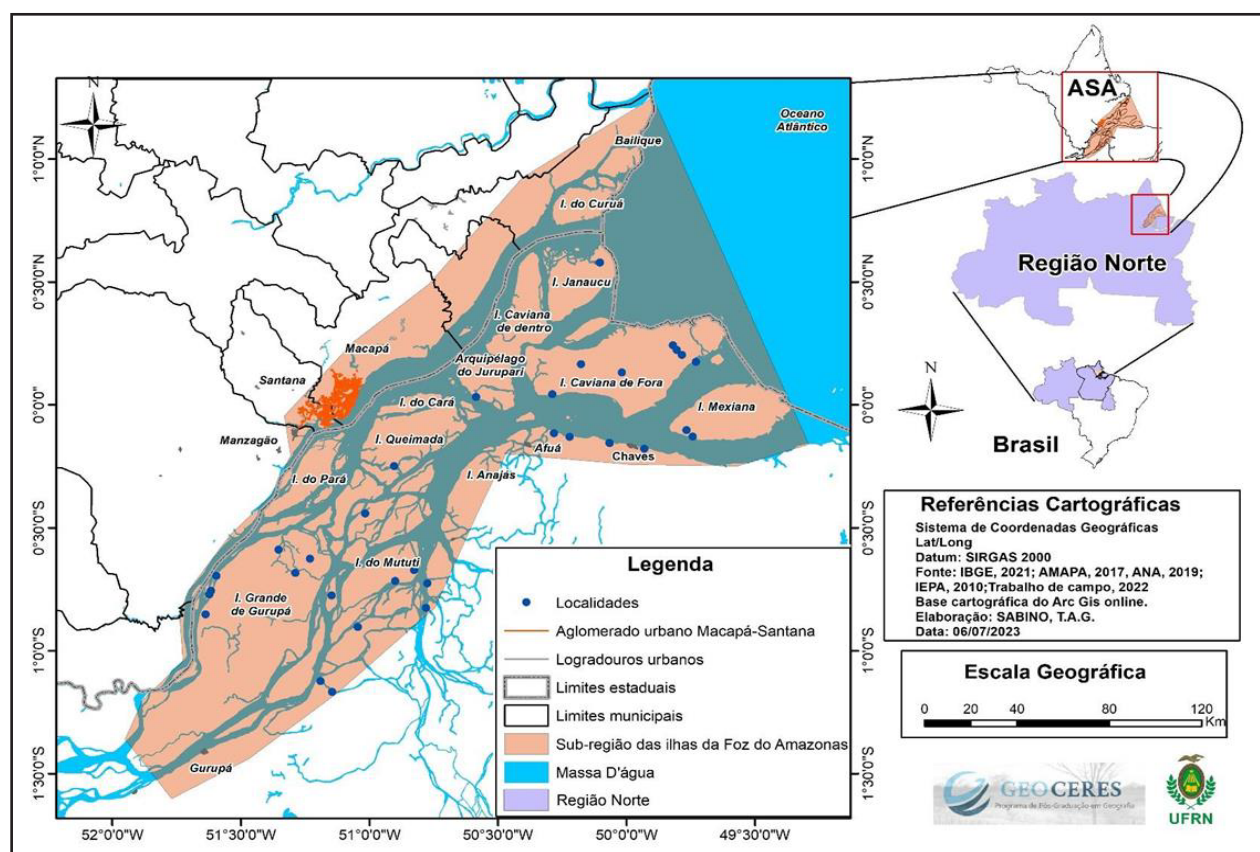 N
1°0'0"N
0°30'0"N
0°0'0"
0°30'0"S
1°0'0"S
1°30'0"S
52°0'0"W
51°30'0"W
51°0'0"W
50°30'0"W
50°0'0"W
49°30'0"W
Oceano
Atlântico
Bailique
I. do Curuá
I. Janaucu
I. Caviana
de dentro
Macapá
Arquipélago
do Jurupari
Santana
I. Caviana de Fora
I. do Cará
I. Mexiana
Manzagão
I. Queimada
Afuá
Chaves
I. do Pará
I. Anajás
I. do Mututi
I. Grande
de Gurupá
Gurupá
Legenda
Localidades
Aglomerado urbano Macapá-Santana
Logradouros urbanos
Limites estaduais
Limites municipais
Sub-região das ilhas da Foz do Amazonas
Massa D'água
Região Norte
ASA
Região Norte
N
Brasil
Referências Cartográficas
Sistema de Coordenadas Geográficas
Lat/Long
Datum: SIRGAS 2000
Fonte: IBGE, 2021; AMAPA, 2017, ANA, 2019;
IEPA, 2010;Trabalho de campo, 2022
Base cartográfica do Arc Gis online.
Elaboração: SABINO, T.A.G.
Data: 06/07/2023
Escala Geográfica
0 20 40 80 120
Km
GEOCERES
Programa de Pós-Graduação em Geografia
UFRN